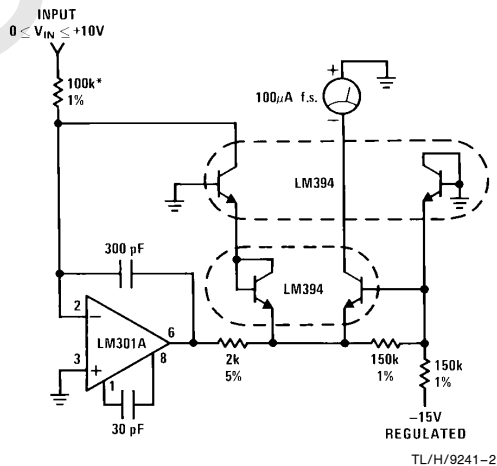 INPUT
0 ≤ VIN ≤ +10V
100k*
1%
+
100μA f.s.
−
LM394
300 pF
LM394
2
−
LM301A
6
3
+
1
8
30 pF
2k
5%
150k
1%
150k
1%
−15V
REGULATED
TL/H/9241–2